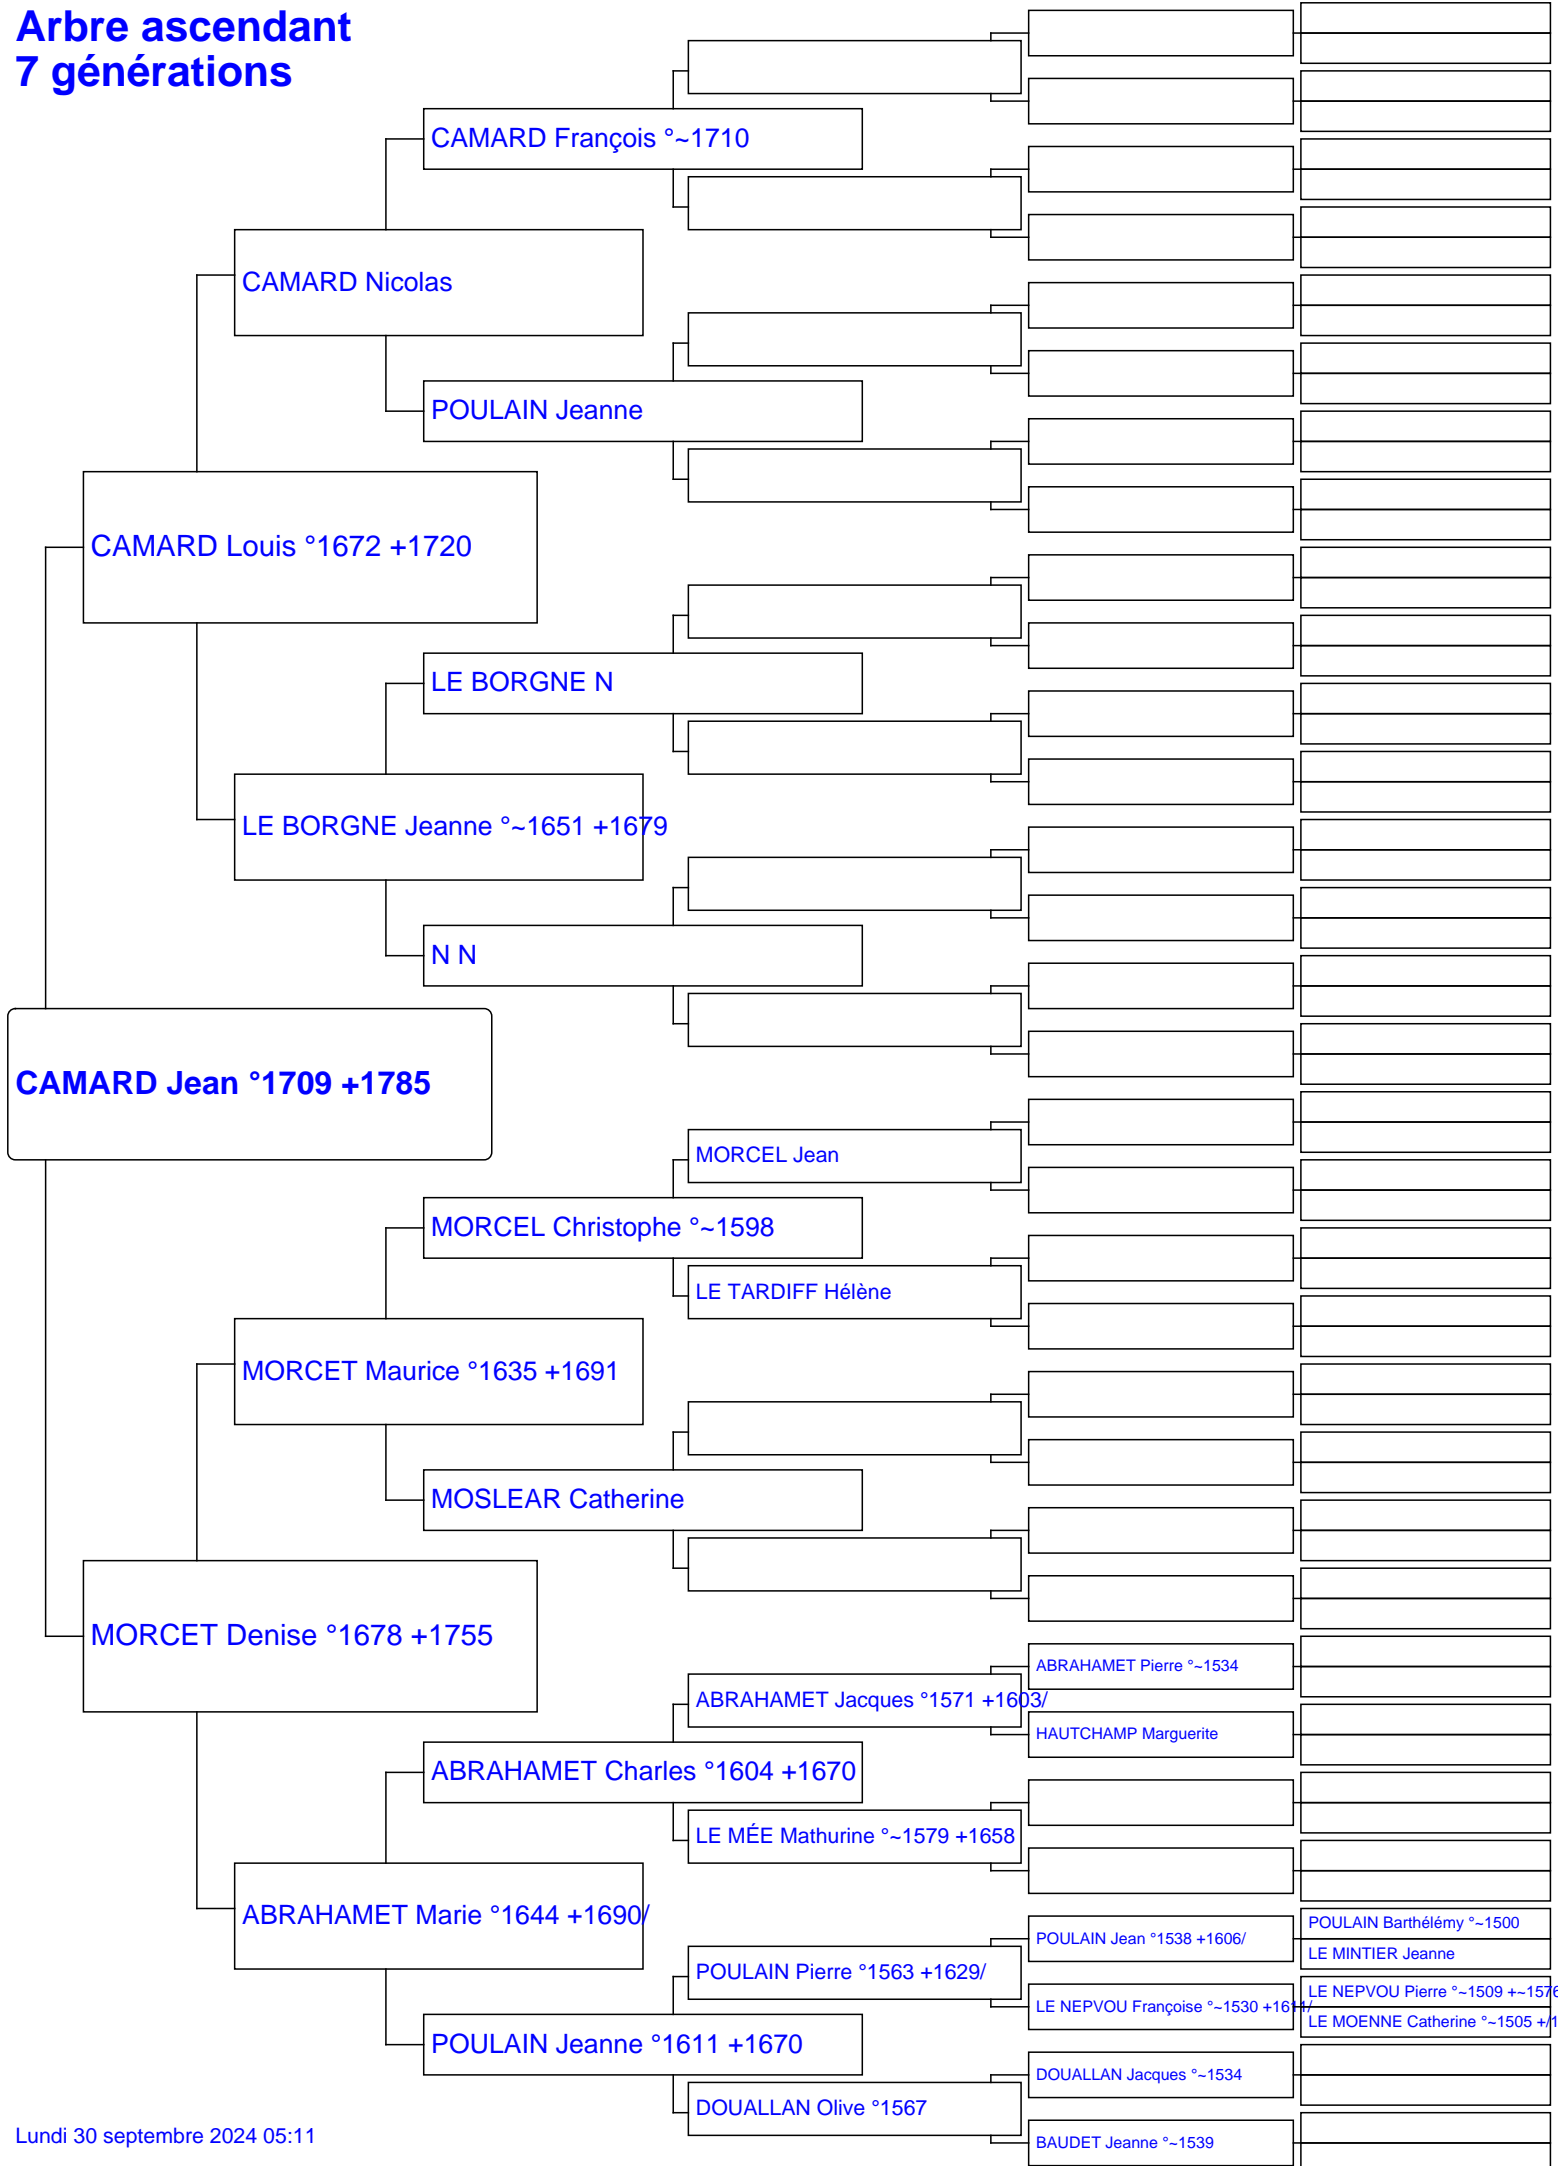 Arbre ascendant
7 générations
CAMARD François °~1710
CAMARD Nicolas
POULAIN Jeanne
CAMARD Louis °1672 +1720
LE BORGNE N
LE BORGNE Jeanne °~1651 +1679
N N
CAMARD Jean °1709 +1785
MORCEL Jean
MORCEL Christophe °~1598
LE TARDIFF Hélène
MORCET Maurice °1635 +1691
MOSLEAR Catherine
MORCET Denise °1678 +1755
ABRAHAMET Pierre °~1534
ABRAHAMET Jacques °1571 +1603/
HAUTCHAMP Marguerite
ABRAHAMET Charles °1604 +1670
LE MÉE Mathurine °~1579 +1658
ABRAHAMET Marie °1644 +1690/
POULAIN Barthélémy °~1500
POULAIN Jean °1538 +1606/
LE MINTIER Jeanne
POULAIN Pierre °1563 +1629/
LE NEPVOU Pierre °~1509 +~1576
LE NEPVOU Françoise °~1530 +1611/
LE MOENNE Catherine °~1505 +/1
POULAIN Jeanne °1611 +1670
DOUALLAN Jacques °~1534
DOUALLAN Olive °1567
BAUDET Jeanne °~1539
Lundi 30 septembre 2024 05:11